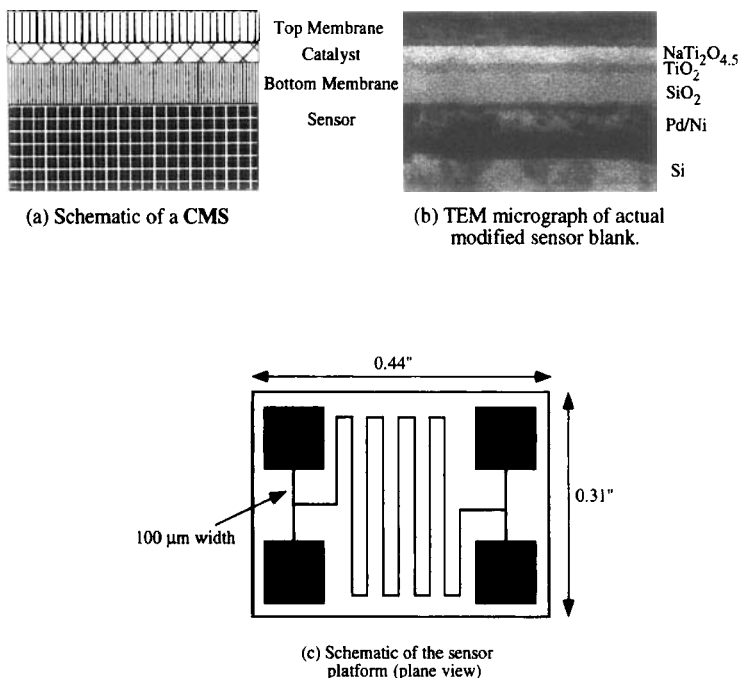 Top Membrane
Catalyst
Bottom Membrane
Sensor
(a) Schematic of a CMS
NaTi2O4.5
TiO2
SiO2
Pd/Ni
Si
(b) TEM micrograph of actual
modified sensor blank.
0.44"
0.31"
100 μm width
(c) Schematic of the sensor
platform (plane view)